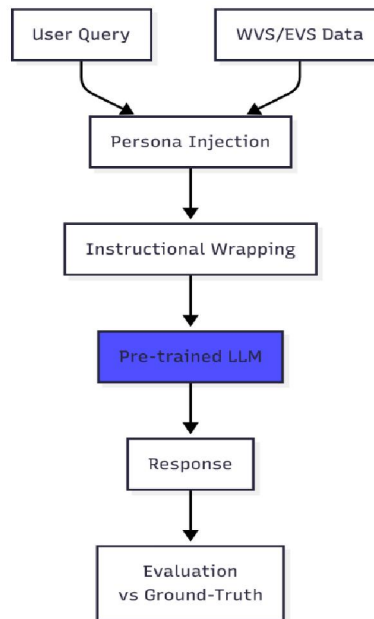 User Query
WVS/EVS Data
Persona Injection
Instructional Wrapping
Pre-trained LLM
Response
Evaluation
vs Ground-Truth